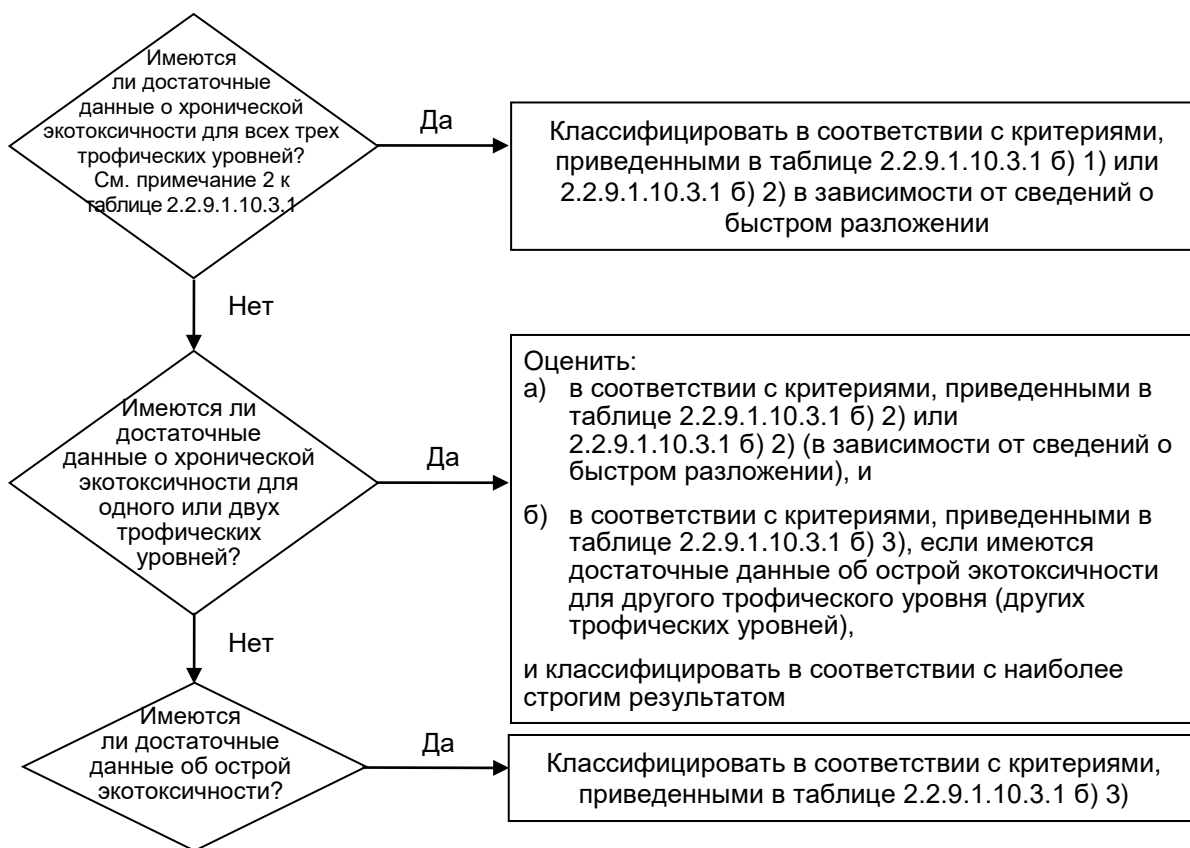 Имеются
ли достаточные
данные о хронической
экотоксичности для всех трех
трофических уровней?
См. примечание 2 к
таблице 2.2.9.1.10.3.1
Да
Классифицировать в соответствии с критериями,
приведенными в таблице 2.2.9.1.10.3.1 б) 1) или
2.2.9.1.10.3.1 б) 2) в зависимости от сведений о
быстром разложении
Нет
Имеются ли
достаточные
данные о хронической
экотоксичности для
одного или двух
трофических
уровней?
Да
Оценить:
а) в соответствии с критериями, приведенными в
таблице 2.2.9.1.10.3.1 б) 2) или
2.2.9.1.10.3.1 б) 2) (в зависимости от сведений о
быстром разложении), и
б) в соответствии с критериями, приведенными в
таблице 2.2.9.1.10.3.1 б) 3), если имеются
достаточные данные об острой экотоксичности
для другого трофического уровня (других
трофических уровней),
и классифицировать в соответствии с наиболее
строгим результатом
Нет
Имеются
ли достаточные
данные об острой
экотоксичности?
Да
Классифицировать в соответствии с критериями,
приведенными в таблице 2.2.9.1.10.3.1 б) 3)